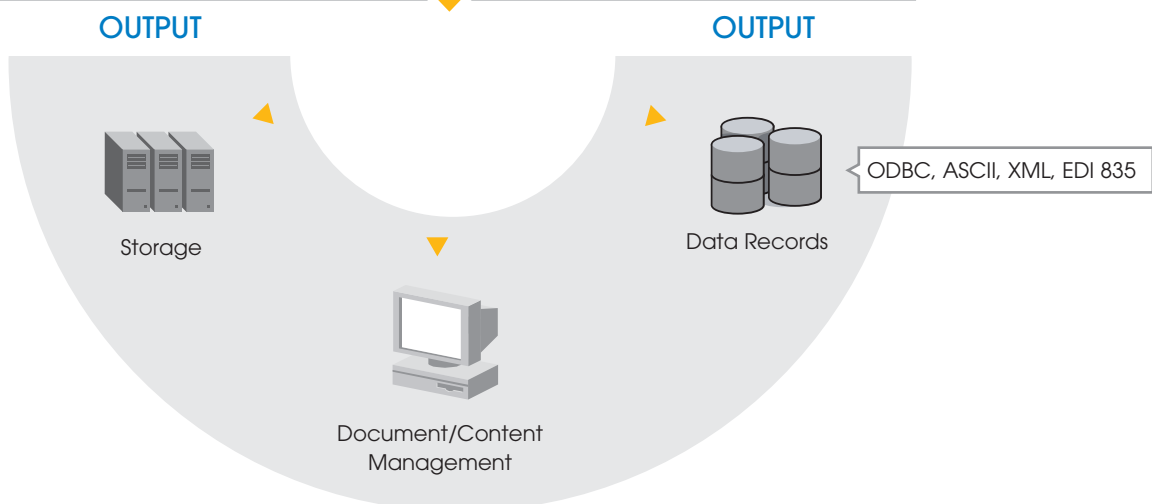 OUTPUT
OUTPUT
Storage
Data Records
ODBC, ASCII, XML, EDI 835
Document/Content
Management